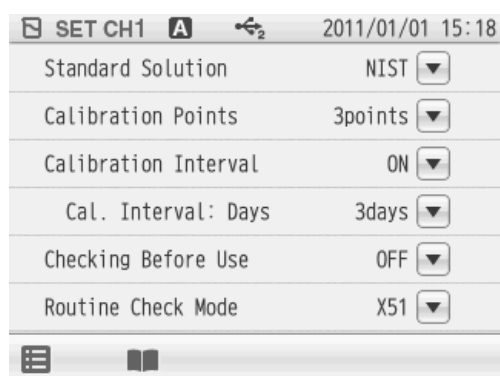 SET CH1 A 2 2011/01/01 15:18
Standard Solution NIST
Calibration Points 3points
Calibration Interval ON
Cal. Interval: Days 3days
Checking Before Use OFF
Routine Check Mode X51